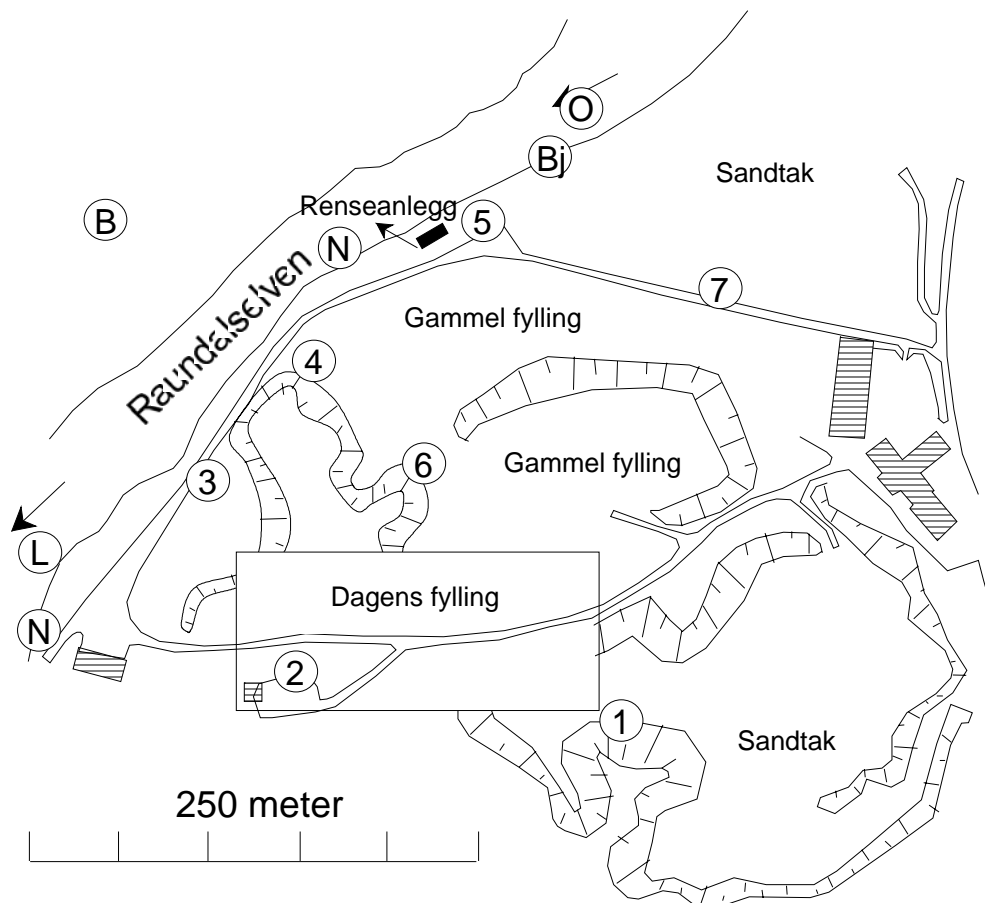 O
Bj
Sandtak
B
Renseanlegg
5
N
Raundalselven
7
Gammel fylling
4
Gammel fylling
6
3
L
Dagens fylling
N
2
1
Sandtak
250 meter